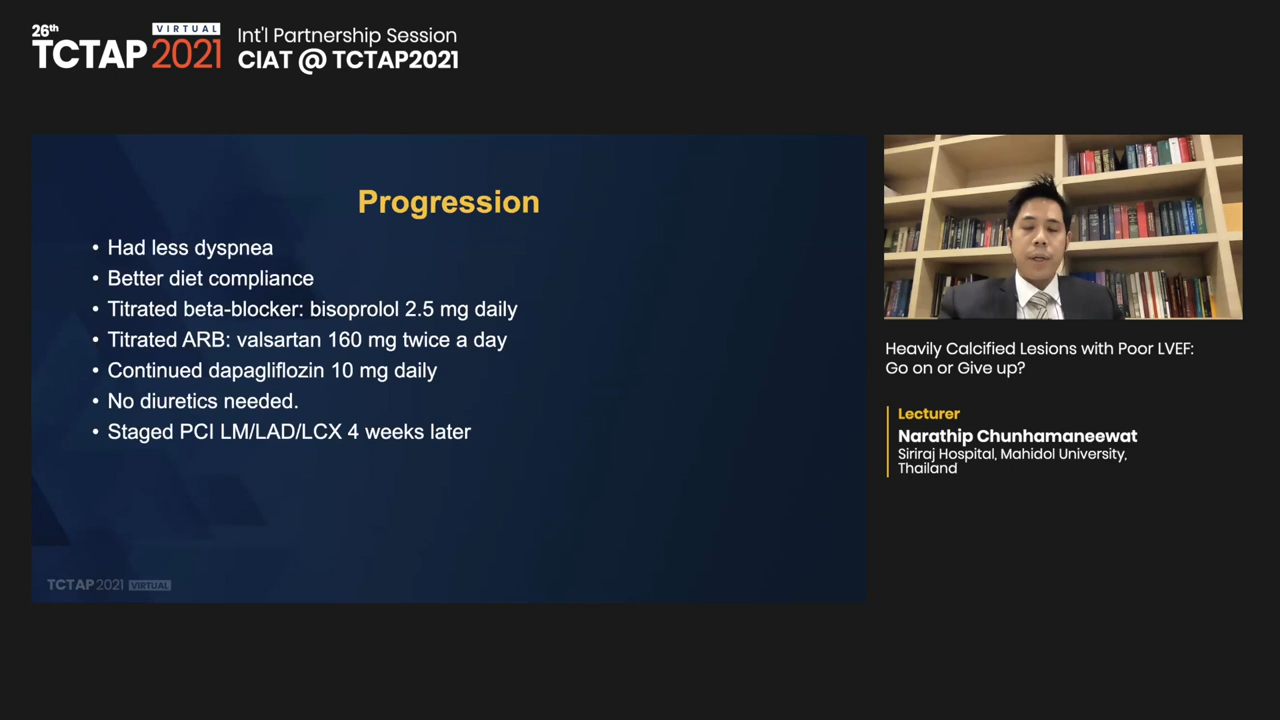 26th
VIRTUAL
TCTAP 2021
Int'l Partnership Session
CIAT @ TCTAP2021
Progression
• Had less dyspnea
• Better diet compliance
• Titrated beta-blocker: bisoprolol 2.5 mg daily
• Titrated ARB: valsartan 160 mg twice a day
• Continued dapagliflozin 10 mg daily
• No diuretics needed.
• Staged PCI LM/LAD/LCX 4 weeks later
TCTAP 2021 VIRTUAL
Heavily Calcified Lesions with Poor LVEF:
Go on or Give up?
Lecturer
Narathip Chunhamaneewat
Siriraj Hospital, Mahidol University,
Thailand